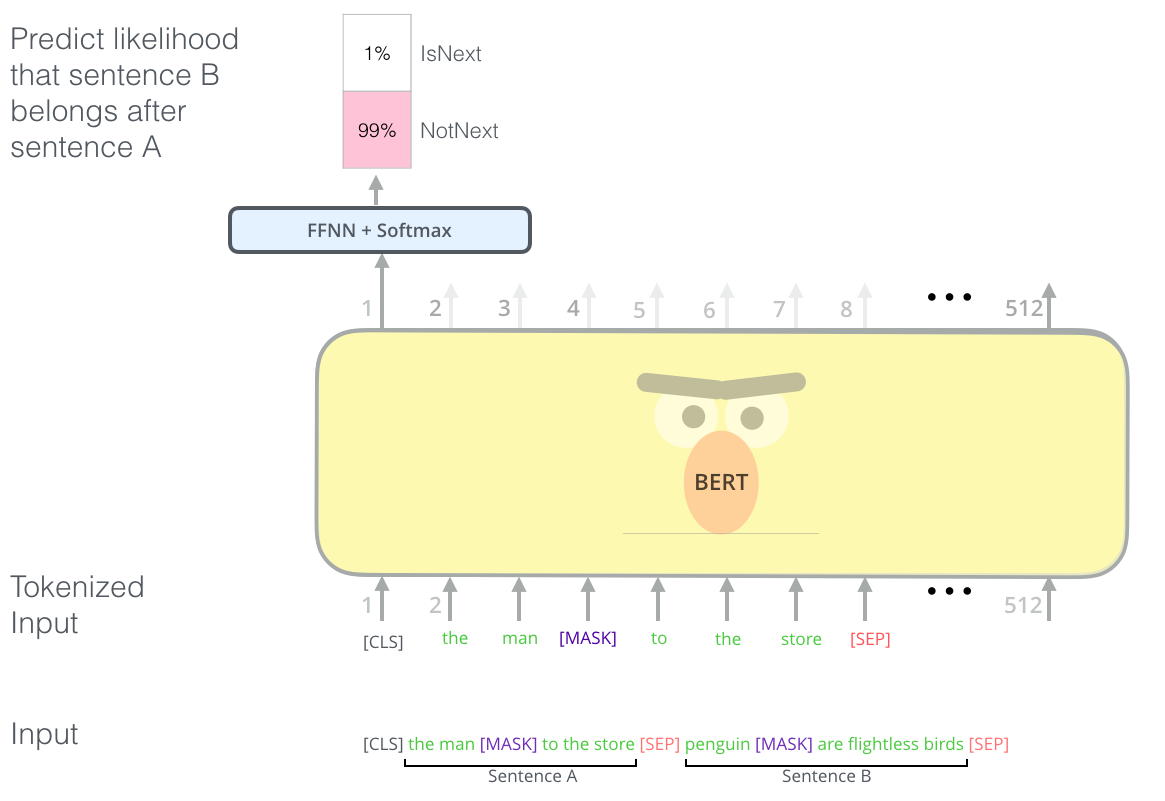 Predict likelihood
that sentence B
belongs after
sentence A
1% IsNext
99% NotNext
FFNN + Softmax
1 2 3 4 5 6 7 8 ••• 512
BERT
Tokenized
Input
1 2 ••• 512
[CLS] the man [MASK] to the store [SEP]
Input
[CLS] the man [MASK] to the store [SEP] penguin [MASK] are flightless birds [SEP]
Sentence A Sentence B